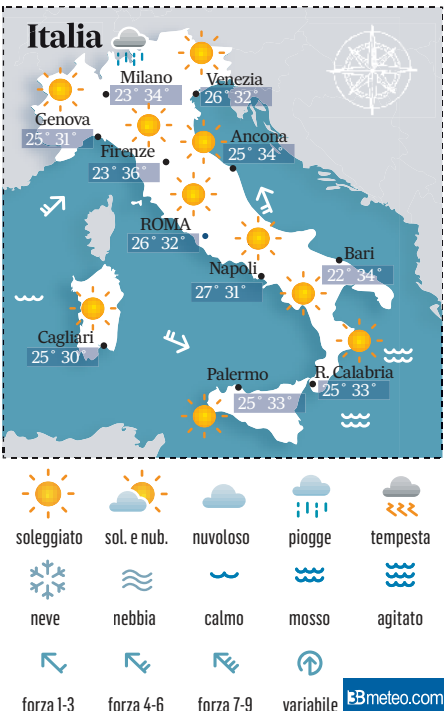 Italia
Milano
23° 34°
Venezia
26° 32°
Genova
25° 31°
Ancona
25° 34°
Firenze
23° 36°
ROMA
26° 32°
Bari
22° 34°
Napoli
27° 31°
Cagliari
25° 30°
Palermo
25° 33°
R. Calabria
25° 33°
soleggiato sol. e nub. nuvoloso piogge tempesta
neve nebbia calmo mosso agitato
forza 1-3 forza 4-6 forza 7-9 variabile
3Bmeteo.com